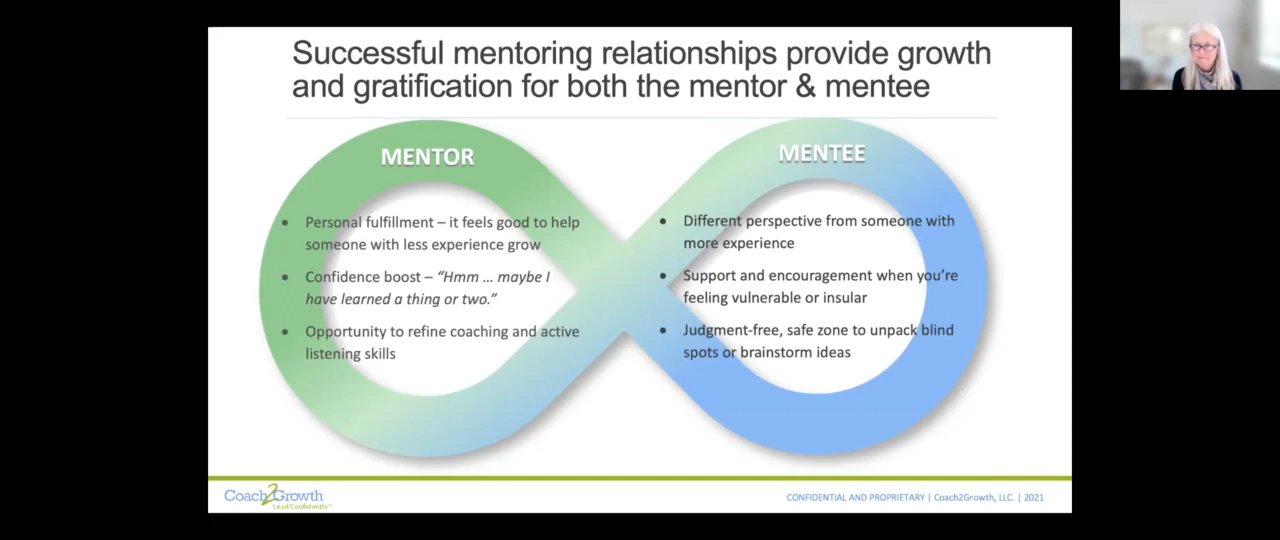 Successful mentoring relationships provide growth
and gratification for both the mentor & mentee
MENTOR
• Personal fulfillment – it feels good to help
someone with less experience grow
• Confidence boost – “Hmm … maybe I
have learned a thing or two.”
• Opportunity to refine coaching and active
listening skills
MENTEE
• Different perspective from someone with
more experience
• Support and encouragement when you’re
feeling vulnerable or insular
• Judgment-free, safe zone to unpack blind
spots or brainstorm ideas
Coach2Growth
Lead Confidently™
CONFIDENTIAL AND PROPRIETARY | Coach2Growth, LLC. | 2021